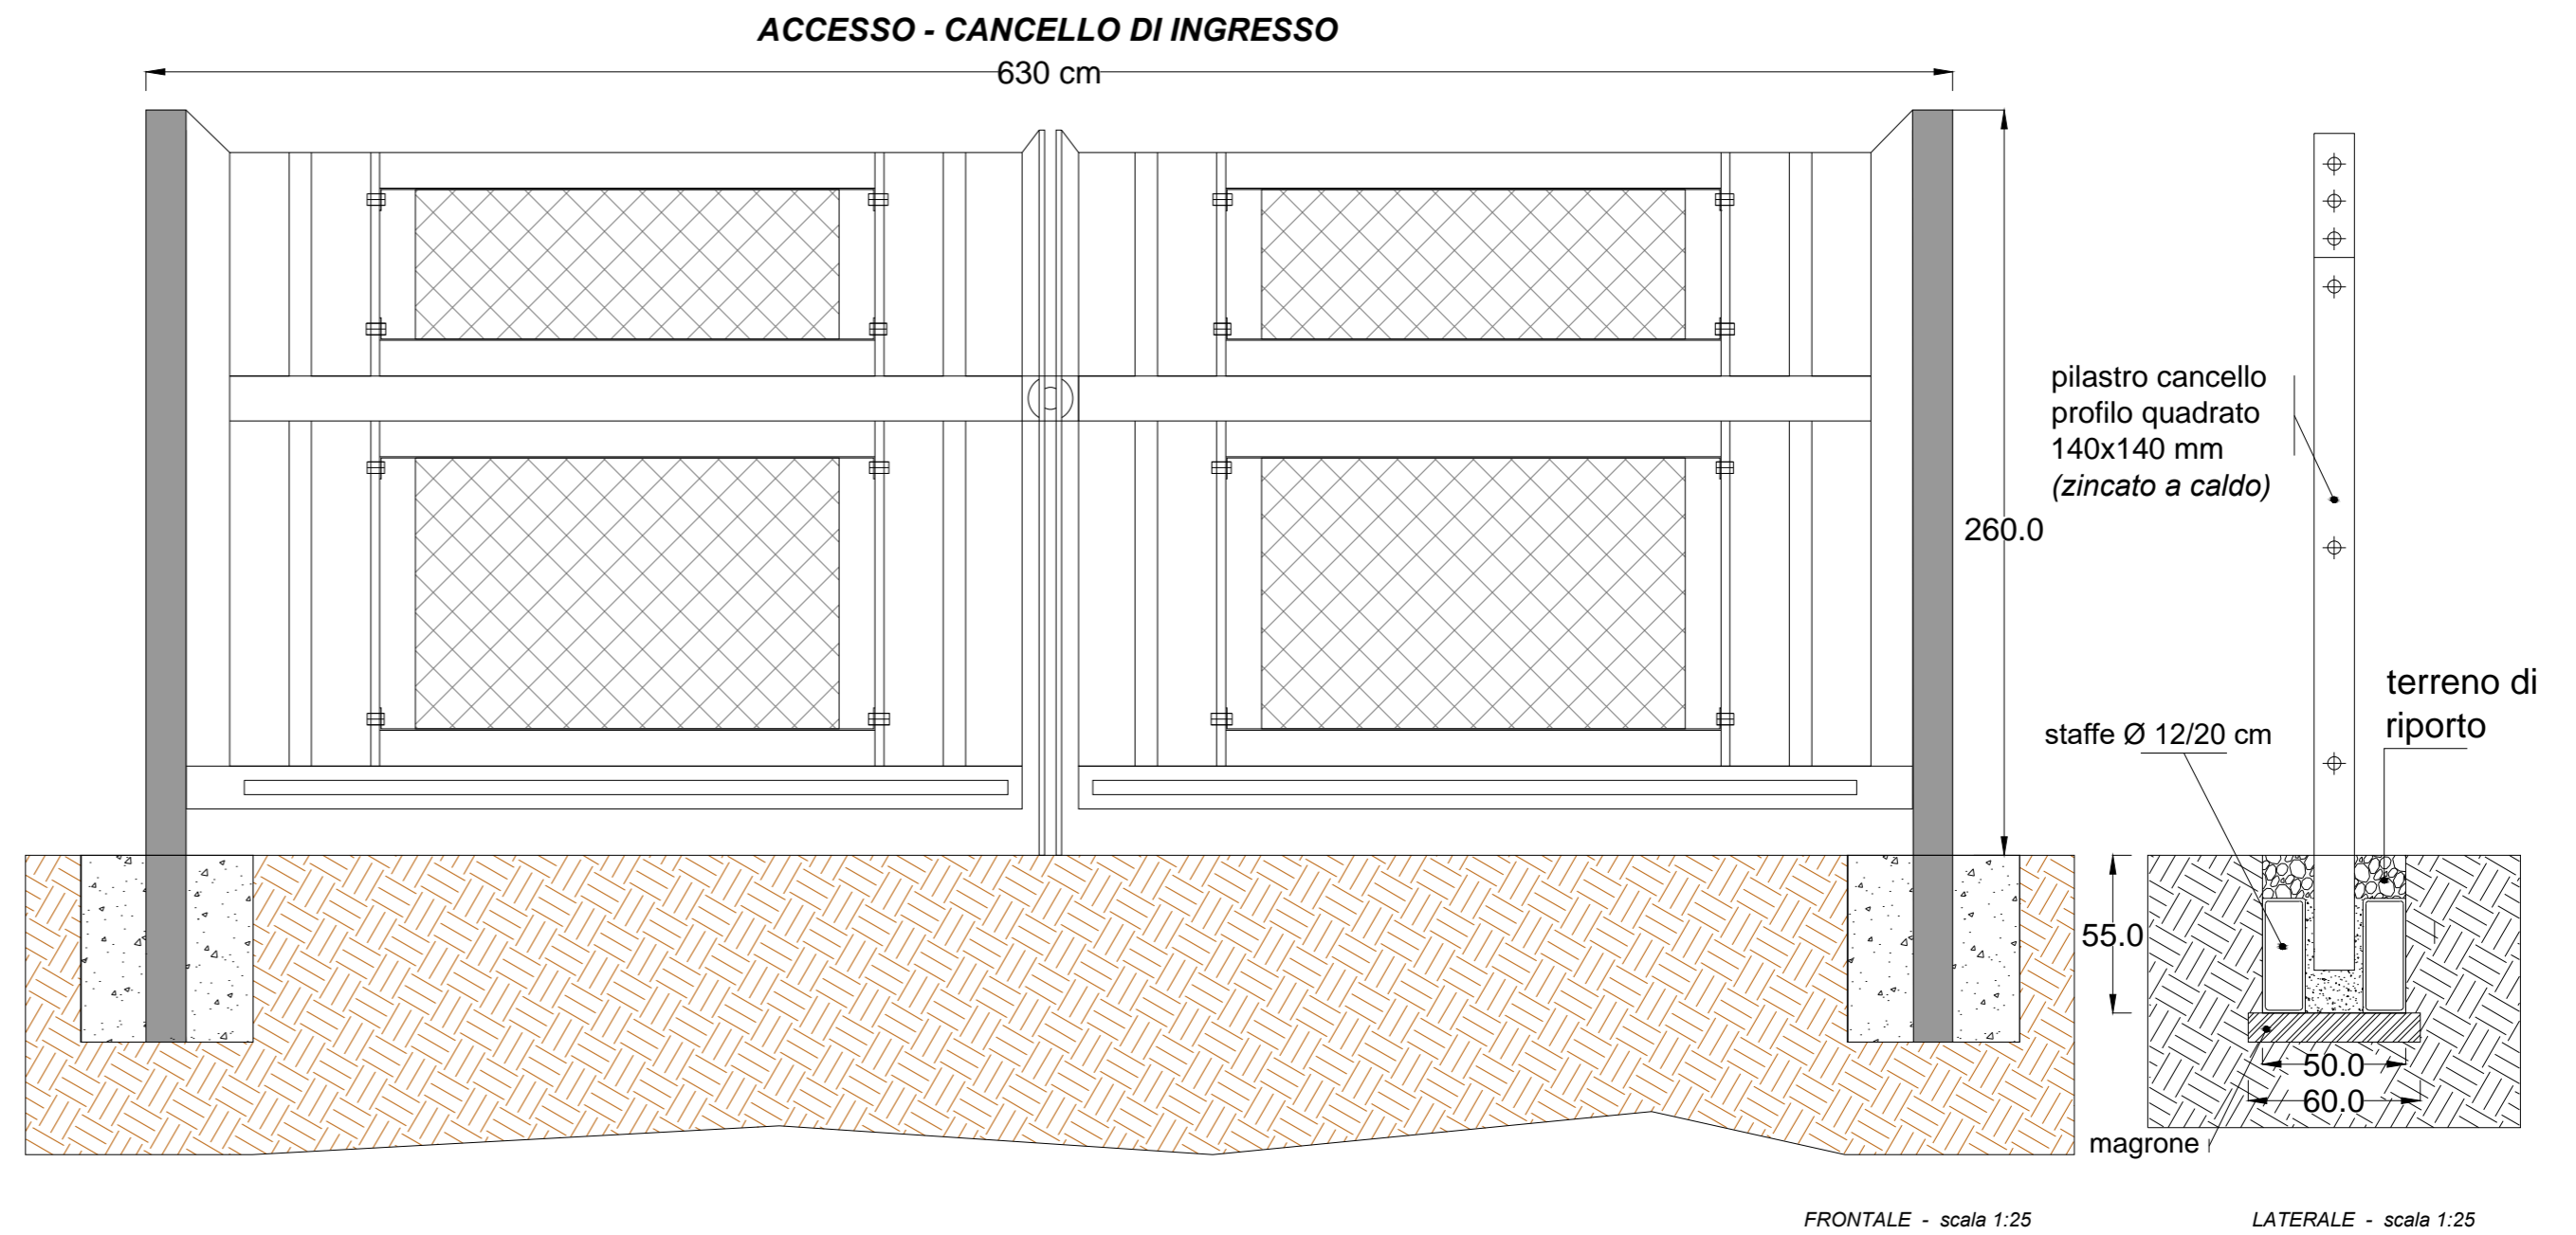 ACCESSO - CANCELLO DI INGRESSO
630 cm
260.0
pilastro cancello
profilo quadrato
140x140 mm
(zincato a caldo)
terreno di
riporto
staffe Ø 12/20 cm
55.0
50.0
60.0
magrone
FRONTALE - scala 1:25
LATERALE - scala 1:25